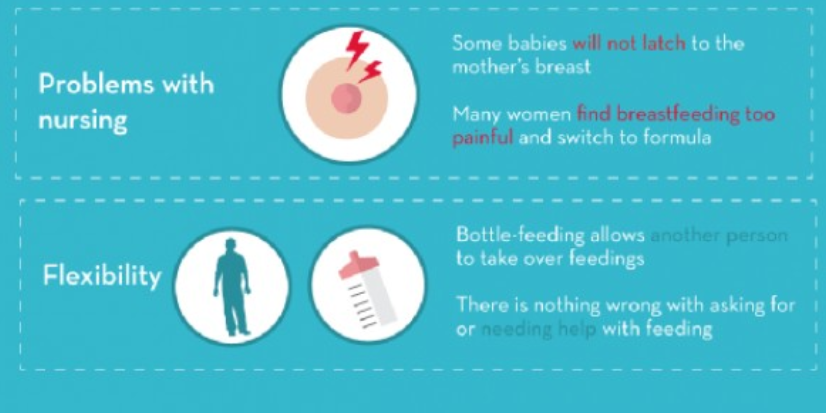 Problems with
nursing
Some babies will not latch to the
mother's breast
Many women find breastfeeding too
painful and switch to formula
Flexibility
Bottle-feeding allows another person
to take over feedings
There is nothing wrong with asking for
or needing help with feeding